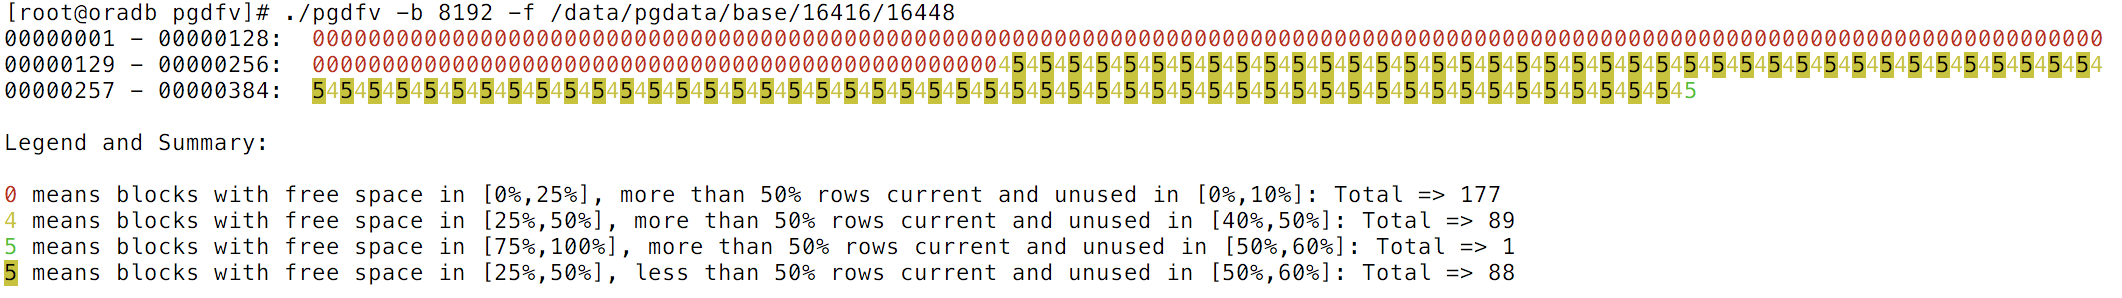 [root@oradb pgdfv]# ./pgdfv -b 8192 -f /data/pgdata/base/16416/16448
00000001 - 00000128:  00000000000000000000000000000000000000000000000000000000000000000000000000000000000000000000000000000000000000000000000000000000
00000129 - 00000256:  00000000000000000000000000000000000000000000000004545454545454545454545454545454545454545454545454545454545454545454545454545454
00000257 - 00000384:  545454545454545454545454545454545454545454545454545454545454545454545454545454545454545454545454545
Legend and Summary:
0 means blocks with free space in [0%,25%], more than 50% rows current and unused in [0%,10%]: Total => 177
4 means blocks with free space in [25%,50%], more than 50% rows current and unused in [40%,50%]: Total => 89
5 means blocks with free space in [75%,100%], more than 50% rows current and unused in [50%,60%]: Total => 1
5 means blocks with free space in [25%,50%], less than 50% rows current and unused in [50%,60%]: Total => 88